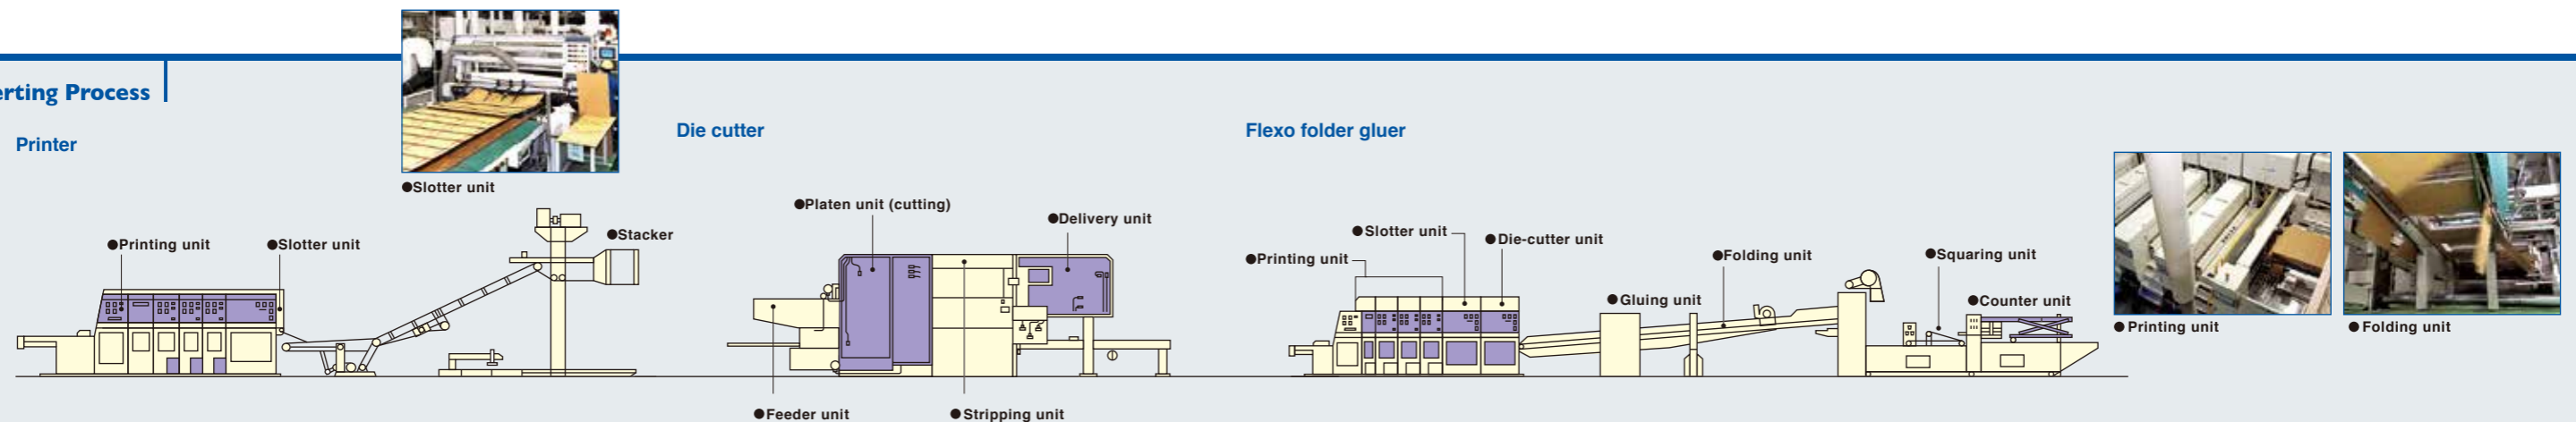 erting Process
Printer
●Slotter unit
●Printing unit
●Slotter unit
●Stacker
Die cutter
●Platen unit (cutting)
●Delivery unit
●Feeder unit
●Stripping unit
Flexo folder gluer
●Printing unit
●Slotter unit
●Die-cutter unit
●Gluing unit
●Folding unit
●Squaring unit
●Counter unit
●Printing unit
●Folding unit